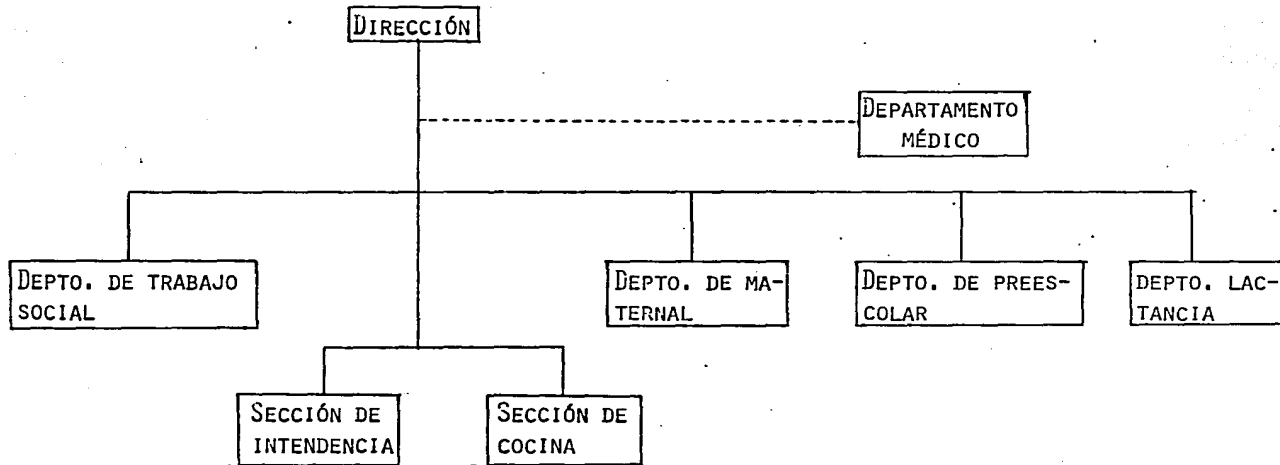 DIRECCIÓN
DEPARTAMENTO
MÉDICO
DEPTO. DE TRABAJO
SOCIAL
DEPTO. DE MA-
TERNAL
DEPTO. DE PREES-
COLAR
DEPTO. LAC-
TANCIA
SECCIÓN DE
INTENDENCIA
SECCIÓN DE
COCINA